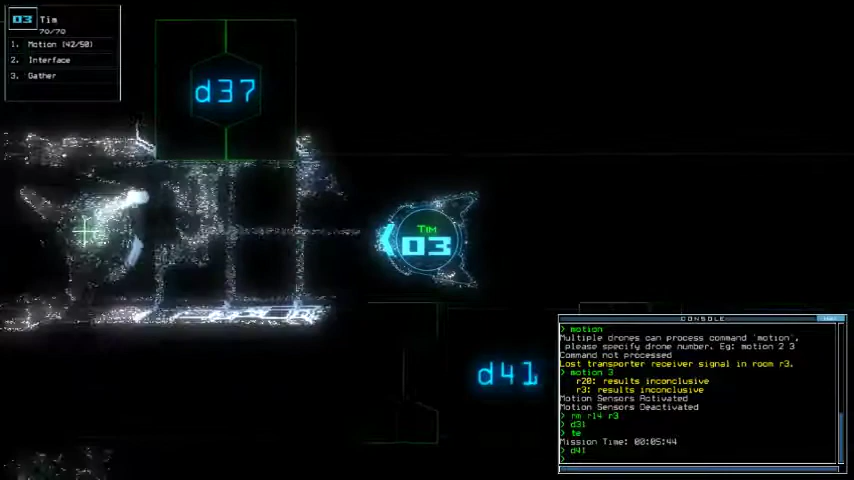 03 Tim
70/70
1. Motion (42/50)
2. Interface
3. Gather
d37
TIM
03
d41
CONSOLE
> motion
Multiple drones can process command 'motion',
please specify drone number. Eg: motion 2 3
Command not processed
Lost transporter receiver signal in room r3.
> motion 3
r20: results inconclusive
r3: results inconclusive
Motion Sensors Activated
Motion Sensors Deactivated
> rm r14 r3
> d31
> te
Mission Time: 00:05:44
> d41
>